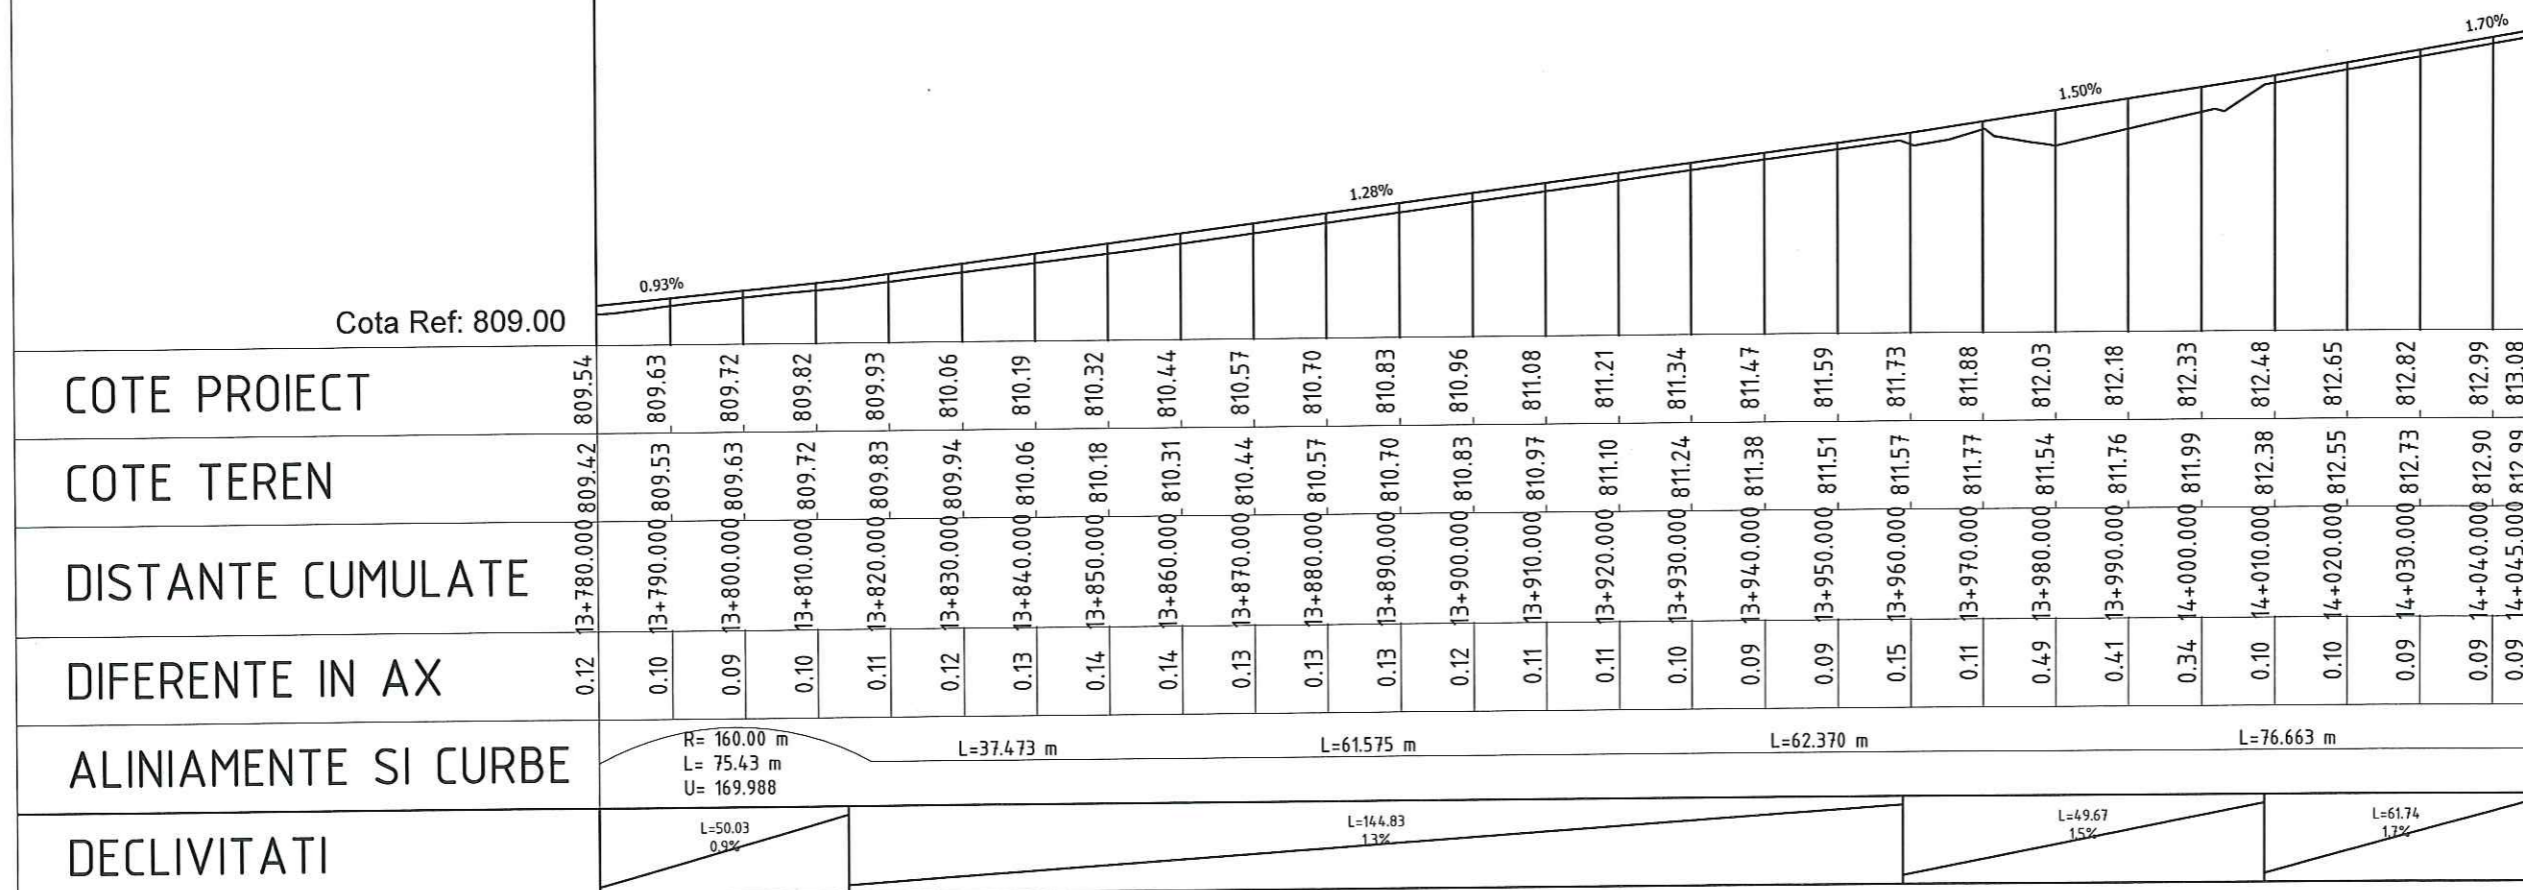 1.70%
1.50%
1.28%
0.93%
Cota Ref: 809.00
COTE PROIECT 809.54 809.63 809.72 809.82 809.93 810.06 810.19 810.32 810.44 810.57 810.70 810.83 810.96 811.08 811.21 811.34 811.47 811.59 811.73 811.88 812.03 812.18 812.33 812.48 812.65 812.82 812.99 813.08
COTE TEREN 809.42 809.53 809.63 809.72 809.83 809.94 810.06 810.18 810.31 810.44 810.57 810.70 810.83 810.97 811.10 811.24 811.38 811.51 811.57 811.77 811.54 811.76 811.99 812.38 812.55 812.73 812.90 812.99
DISTANTE CUMULATE 13+780.000 13+790.000 13+800.000 13+810.000 13+820.000 13+830.000 13+840.000 13+850.000 13+860.000 13+870.000 13+880.000 13+890.000 13+900.000 13+910.000 13+920.000 13+930.000 13+940.000 13+950.000 13+960.000 13+970.000 13+980.000 13+990.000 14+000.000 14+010.000 14+020.000 14+030.000 14+040.000 14+045.000
DIFERENTE IN AX 0.12 0.10 0.09 0.10 0.11 0.12 0.13 0.14 0.14 0.13 0.13 0.13 0.12 0.11 0.11 0.10 0.09 0.09 0.15 0.11 0.49 0.41 0.34 0.10 0.10 0.09 0.09 0.09
ALINIAMENTE SI CURBE
R= 160.00 m
L= 75.43 m
U= 169.988
L=37.473 m
L=61.575 m
L=62.370 m
L=76.663 m
DECLIVITATI
L=50.03
0.9%
L=144.83
1.3%
L=49.67
1.5%
L=61.74
1.7%